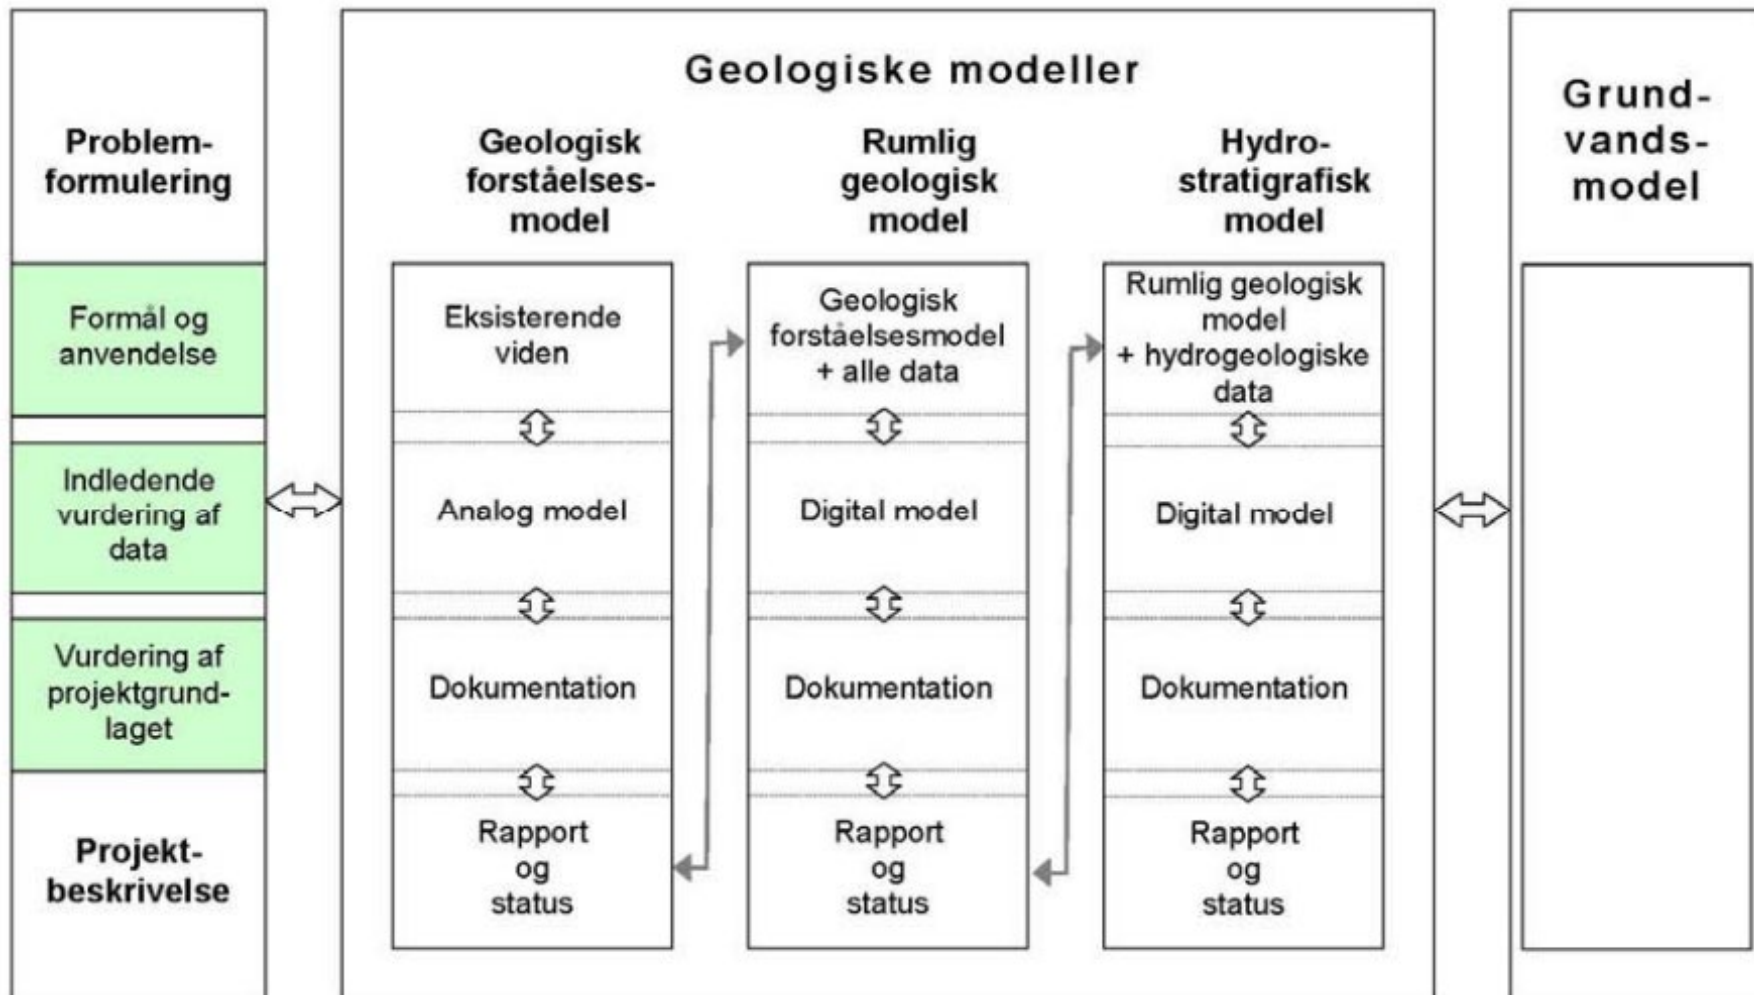 Problem-
formulering
Formål og
anvendelse
Indledende
vurdering af
data
Vurdering af
projektgrund-
laget
Projekt-
beskrivelse
Geologiske modeller
Geologisk
forståelses-
model
Eksisterende
viden
Analog model
Dokumentation
Rapport
og
status
Rumlig
geologisk
model
Geologisk
forståelsesmodel
+ alle data
Digital model
Dokumentation
Rapport
og
status
Hydro-
stratigrafisk
model
Rumlig geologisk
model
+ hydrogeologiske
data
Digital model
Dokumentation
Rapport
og
status
Grund-
vands-
model